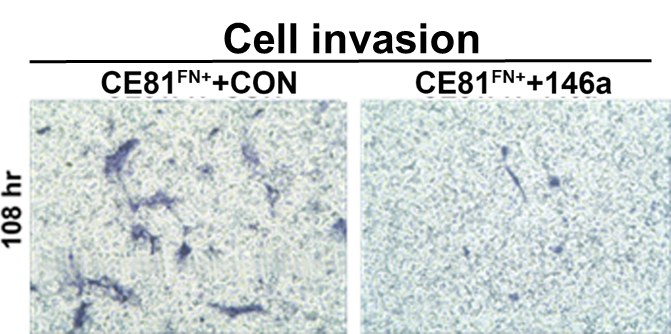 Cell invasion
CE81FN++CON
CE81FN++146a
108 hr